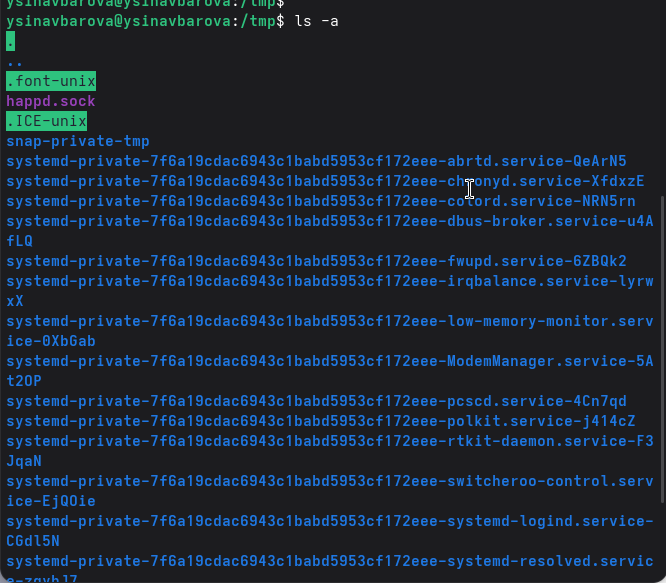 ysinavbarova@ysinavbarova:/tmp$
ysinavbarova@ysinavbarova:/tmp$ ls -a
.
..
.font-unix
happd.sock
.ICE-unix
snap-private-tmp
systemd-private-7f6a19cdac6943c1babd5953cf172eee-abrtd.service-QeArN5
systemd-private-7f6a19cdac6943c1babd5953cf172eee-chronyd.service-XfdxzE
systemd-private-7f6a19cdac6943c1babd5953cf172eee-colord.service-NRN5rn
systemd-private-7f6a19cdac6943c1babd5953cf172eee-dbus-broker.service-u4A
fLQ
systemd-private-7f6a19cdac6943c1babd5953cf172eee-fwupd.service-6ZBQk2
systemd-private-7f6a19cdac6943c1babd5953cf172eee-irqbalance.service-lyrw
xX
systemd-private-7f6a19cdac6943c1babd5953cf172eee-low-memory-monitor.serv
ice-0XbGab
systemd-private-7f6a19cdac6943c1babd5953cf172eee-ModemManager.service-5A
t2OP
systemd-private-7f6a19cdac6943c1babd5953cf172eee-pcscd.service-4Cn7qd
systemd-private-7f6a19cdac6943c1babd5953cf172eee-polkit.service-j414cZ
systemd-private-7f6a19cdac6943c1babd5953cf172eee-rtkit-daemon.service-F3
JqaN
systemd-private-7f6a19cdac6943c1babd5953cf172eee-switcheroo-control.serv
ice-EjQOie
systemd-private-7f6a19cdac6943c1babd5953cf172eee-systemd-logind.service-
CGdl5N
systemd-private-7f6a19cdac6943c1babd5953cf172eee-systemd-resolved.servic